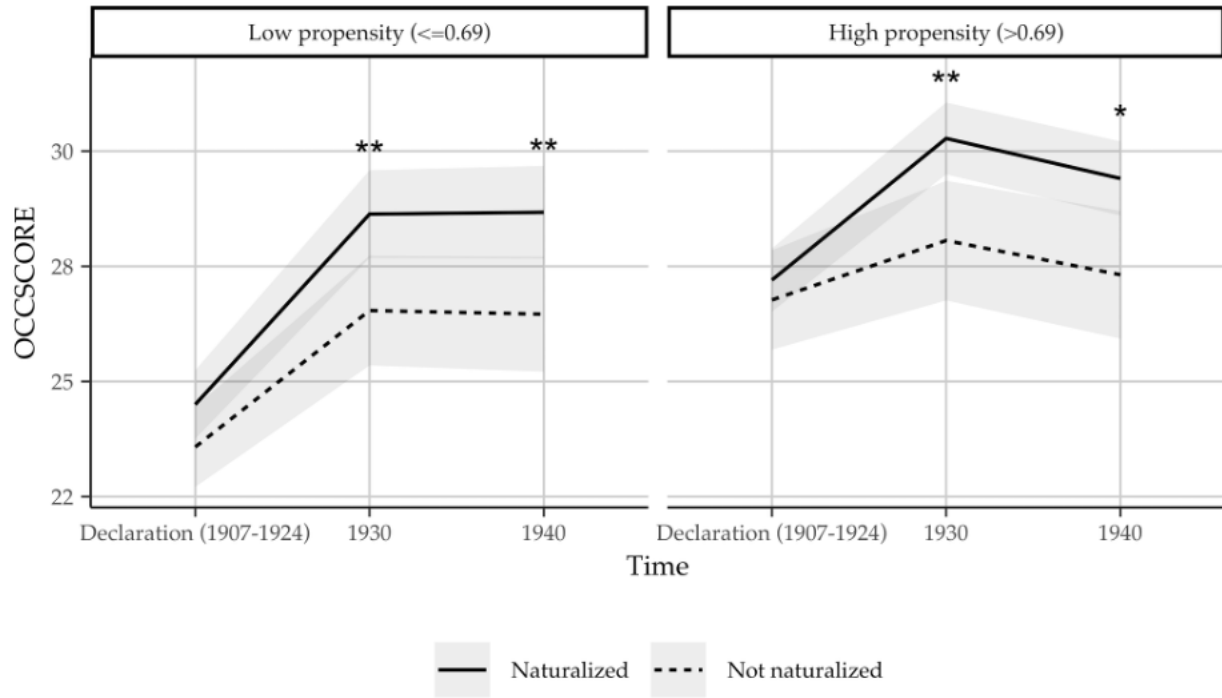 Low propensity (<=0.69)
High propensity (>0.69)
**
**
**
*
OCCSCORE
30
28
25
22
Declaration (1907-1924)
1930
1940
Declaration (1907-1924)
1930
1940
Time
Naturalized
Not naturalized